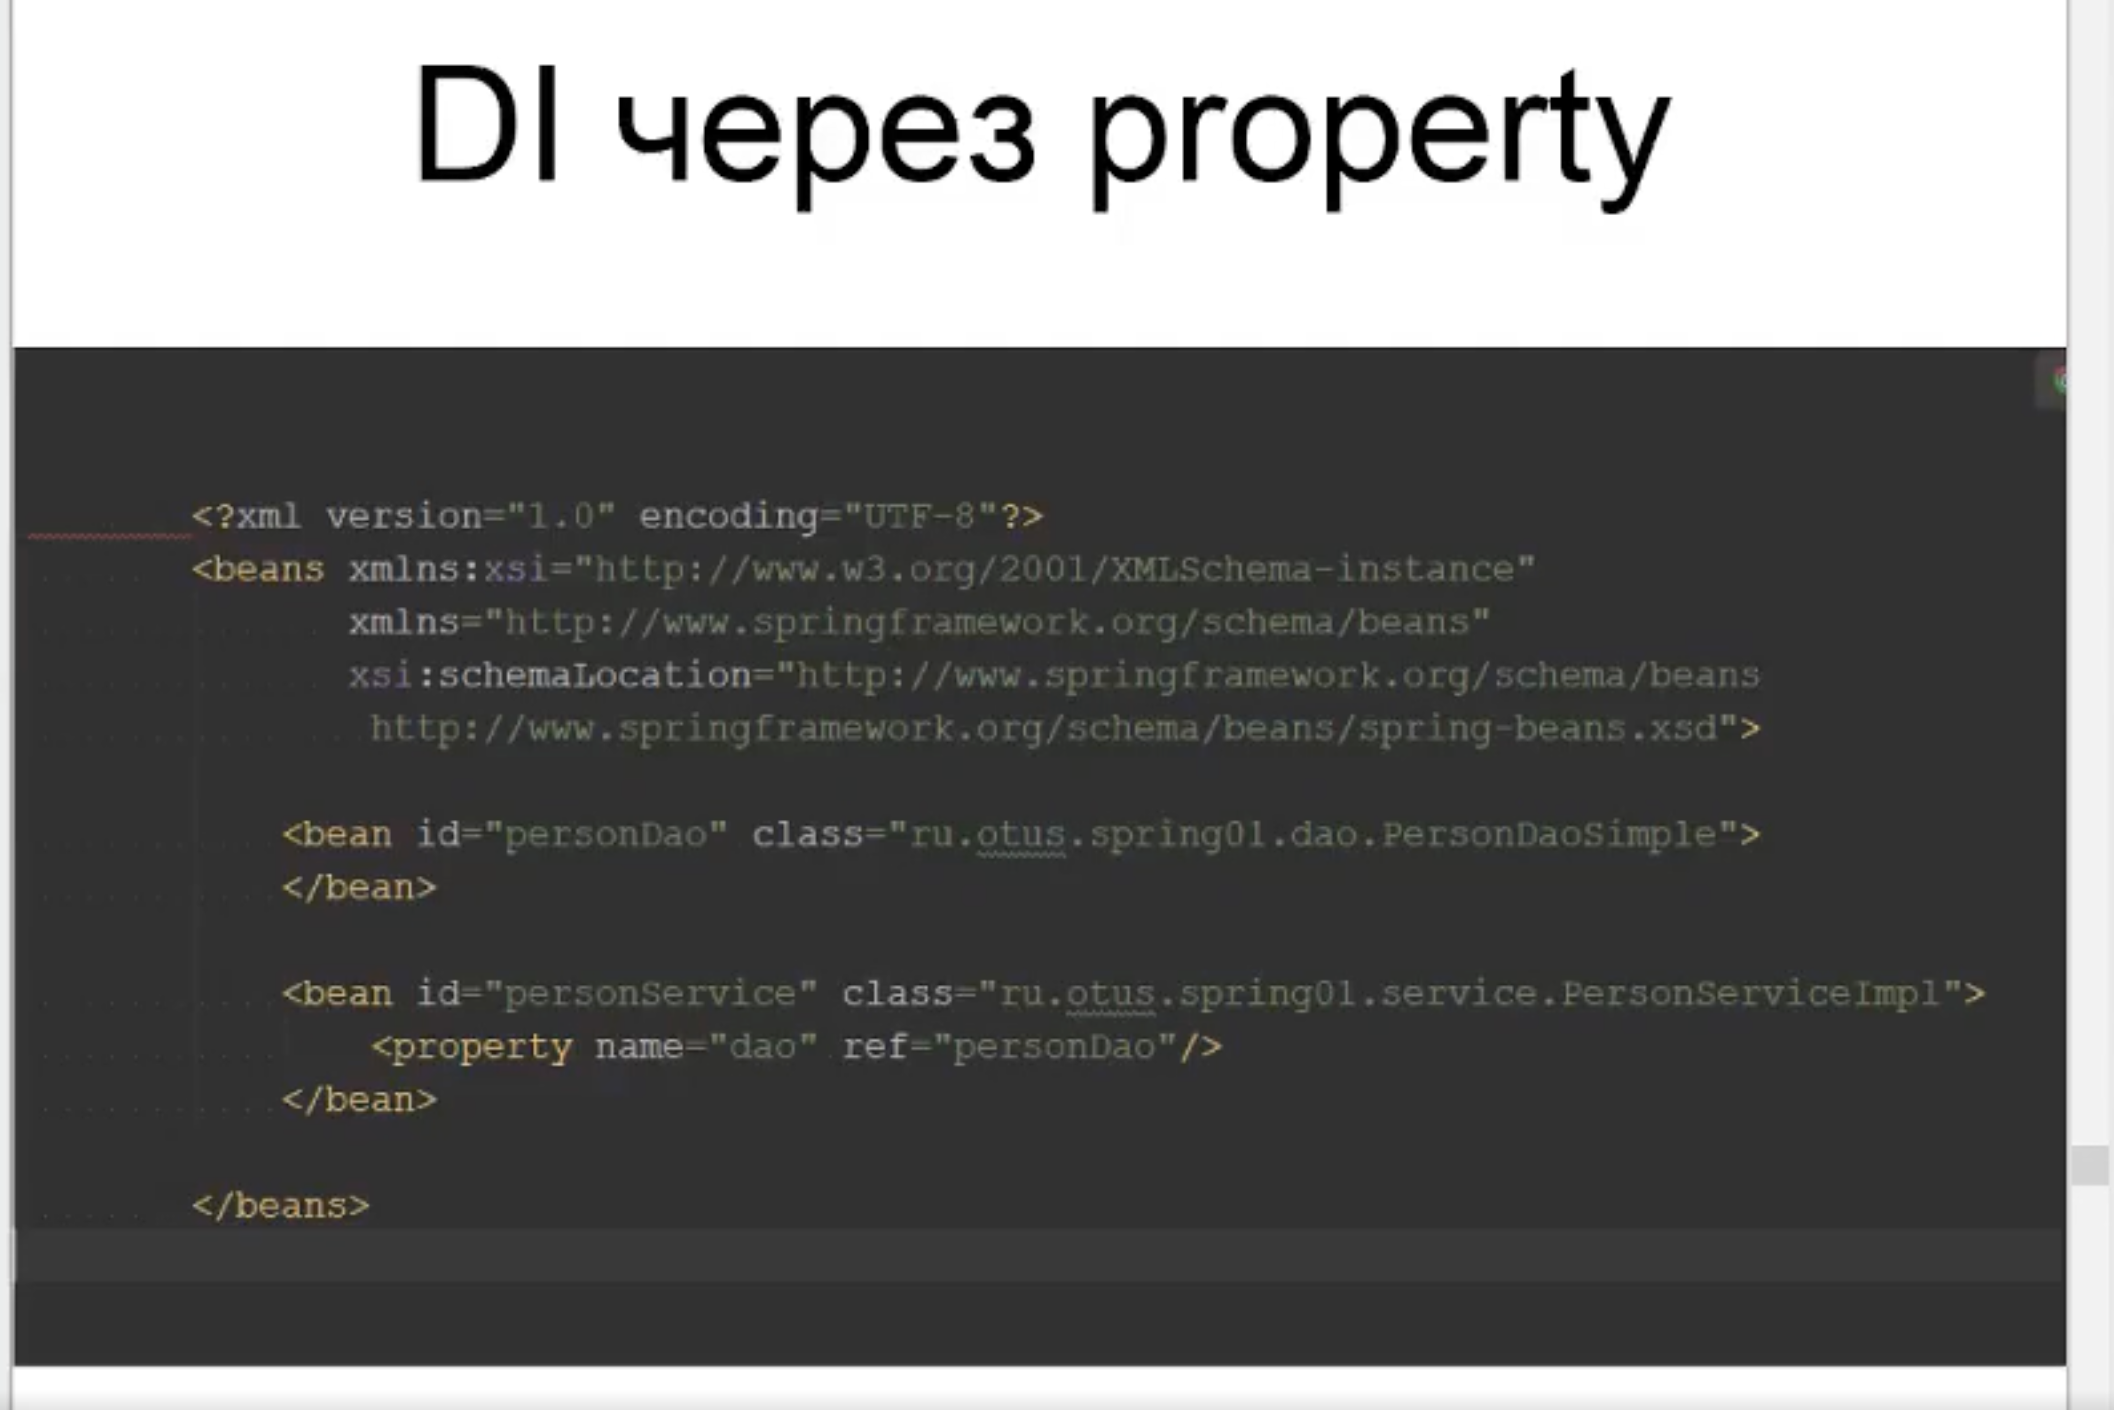 DI через property
<?xml version="1.0" encoding="UTF-8"?>
<beans xmlns:xsi="http://www.w3.org/2001/XMLSchema-instance"
xmlns="http://www.springframework.org/schema/beans"
xsi:schemaLocation="http://www.springframework.org/schema/beans
http://www.springframework.org/schema/beans/spring-beans.xsd">
<bean id="personDao" class="ru.otus.spring01.dao.PersonDaoSimple">
</bean>
<bean id="personService" class="ru.otus.spring01.service.PersonServiceImpl">
<property name="dao" ref="personDao"/>
</bean>
</beans>